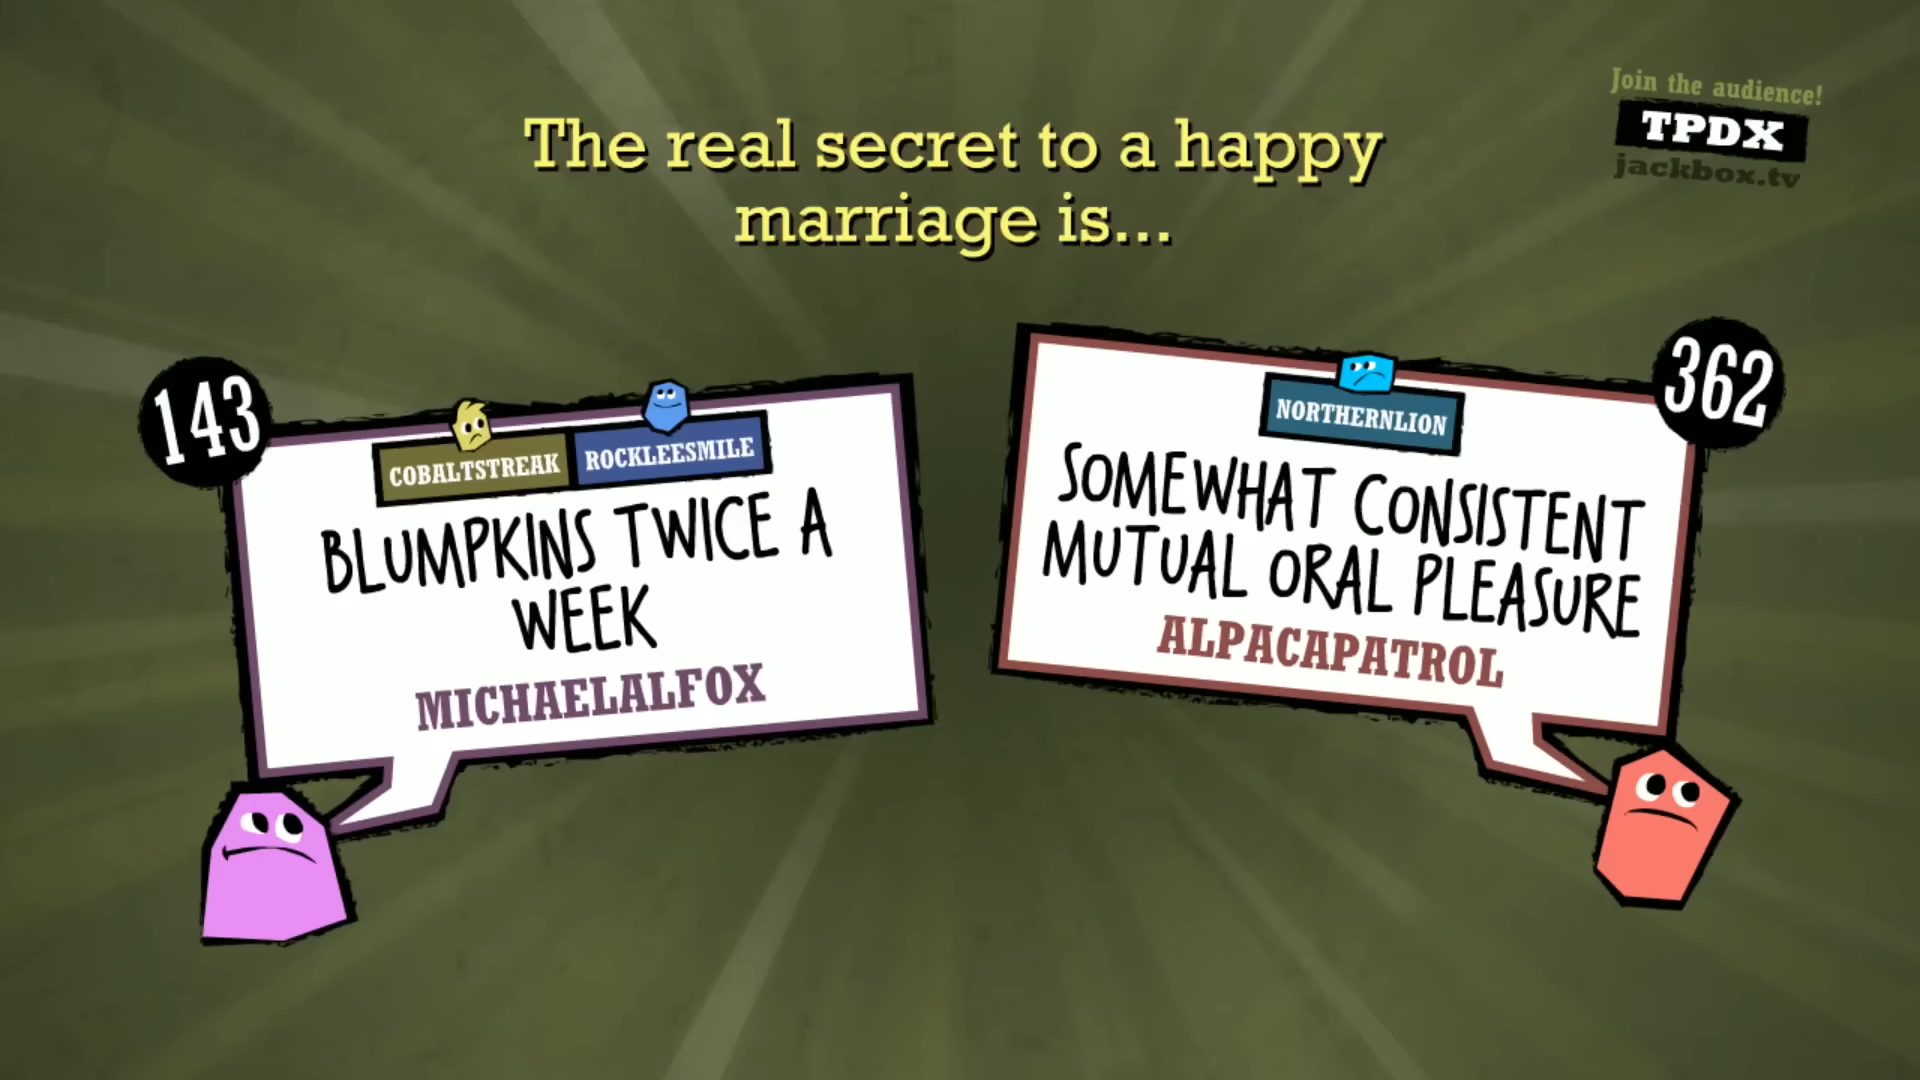 Join the audience!
TPDX
jackbox.tv
The real secret to a happy
marriage is...
143
COBALTSTREAK
ROCKLEESMILE
BLUMPKINS TWICE A
WEEK
MICHAELALFOX
362
NORTHERNLION
SOMEWHAT CONSISTENT
MUTUAL ORAL PLEASURE
ALPACAPATROL